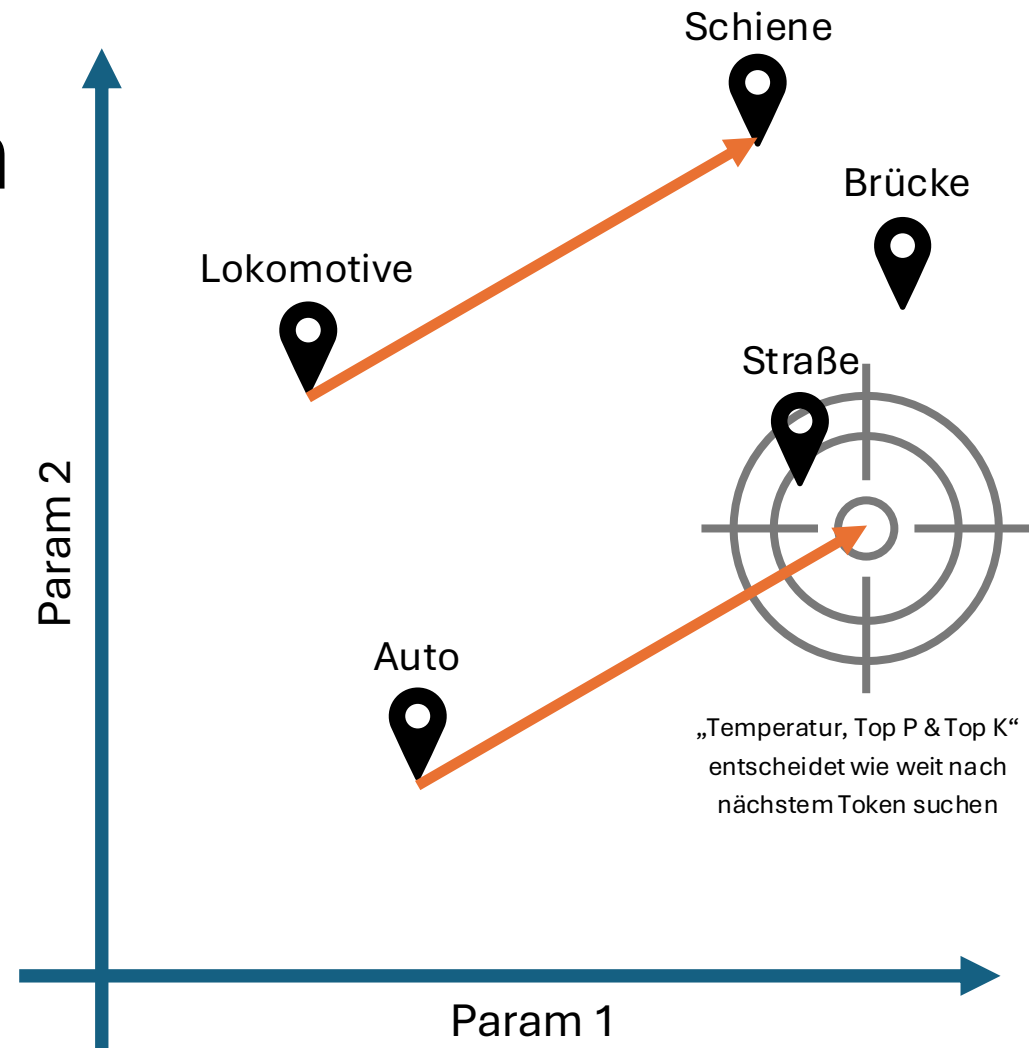 Schiene
Brücke
Lokomotive
Straße
Param 2
Auto
„Temperatur, Top P & Top K“
entscheidet wie weit nach
nächstem Token suchen
Param 1